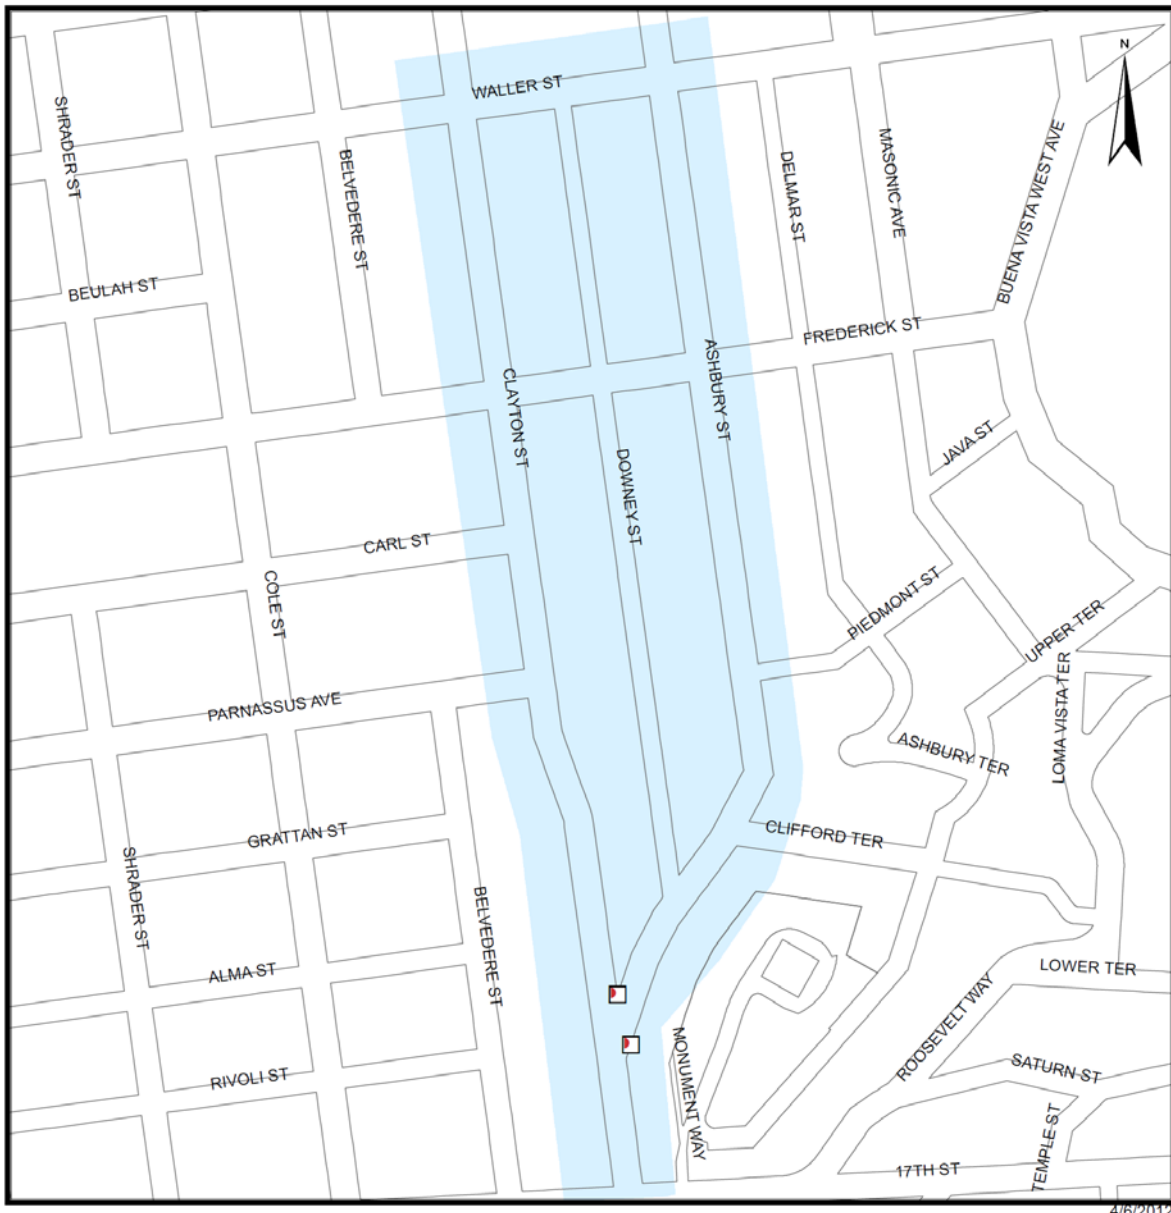 N
WALLER ST
SHRADER ST
BELVEDERE ST
DELMAR ST
MASONIC AVE
BUENA VISTA WEST AVE
BEULAH ST
FREDERICK ST
ASHBURY ST
CLAYTON ST
DOWNEY ST
JAVA ST
CARL ST
COLE ST
PIEDMONT ST
UPPER TER
LOMA VISTA TER
PARNASSUS AVE
ASHBURY TER
GRATTAN ST
CLIFFORD TER
SHRADER ST
BELVEDERE ST
ALMA ST
LOWER TER
ROOSEVELT WAY
MONUMENT WAY
RIVOLI ST
SATURN ST
TEMPLE ST
17TH ST
4/6/2012